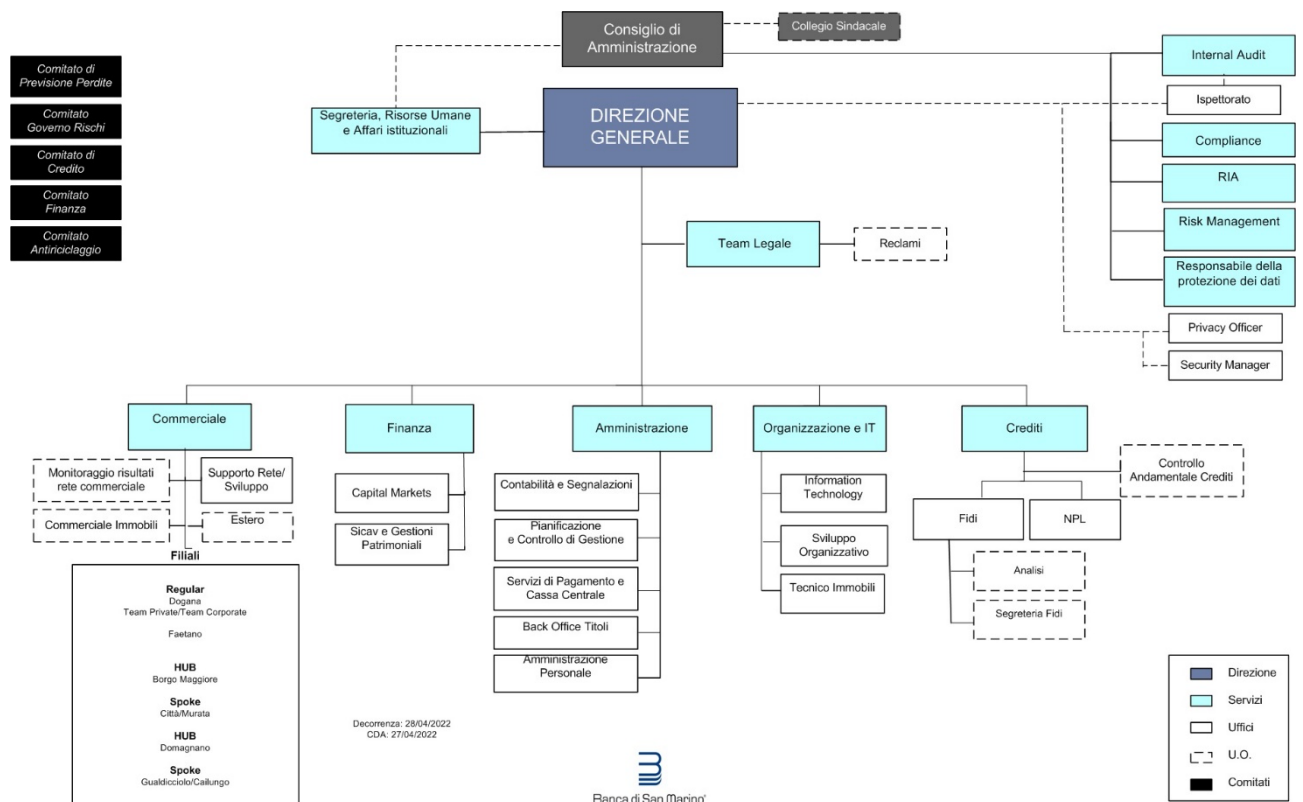 Consiglio di
Amministrazione
Collegio Sindacale
Comitato di
Previsione Perdite
Comitato
Governo Rischi
Comitato di
Credito
Comitato
Finanza
Comitato
Antiriciclaggio
Segreteria, Risorse Umane
e Affari istituzionali
DIREZIONE
GENERALE
Internal Audit
Ispettorato
Compliance
RIA
Risk Management
Responsabile della
protezione dei dati
Privacy Officer
Security Manager
Team Legale
Reclami
Commerciale
Finanza
Amministrazione
Organizzazione e IT
Crediti
Monitoraggio risultati
rete commerciale
Supporto Rete/
Sviluppo
Commerciale Immobili
Estero
Filiali
Regular
Dogana
Team Private/Team Corporate
Faetano
HUB
Borgo Maggiore
Spoke
Città/Murata
HUB
Domagnano
Spoke
Gualdicciolo/Cailungo
Capital Markets
Sicav e Gestioni
Patrimoniali
Contabilità e Segnalazioni
Pianificazione
e Controllo di Gestione
Servizi di Pagamento e
Cassa Centrale
Back Office Titoli
Amministrazione
Personale
Information
Technology
Sviluppo
Organizzativo
Tecnico Immobili
Controllo
Andamentale Crediti
Fidi
NPL
Analisi
Segreteria Fidi
Decorrenza: 28/04/2022
CDA: 27/04/2022
Banca di San Marino
Direzione
Servizi
Uffici
U.O.
Comitati